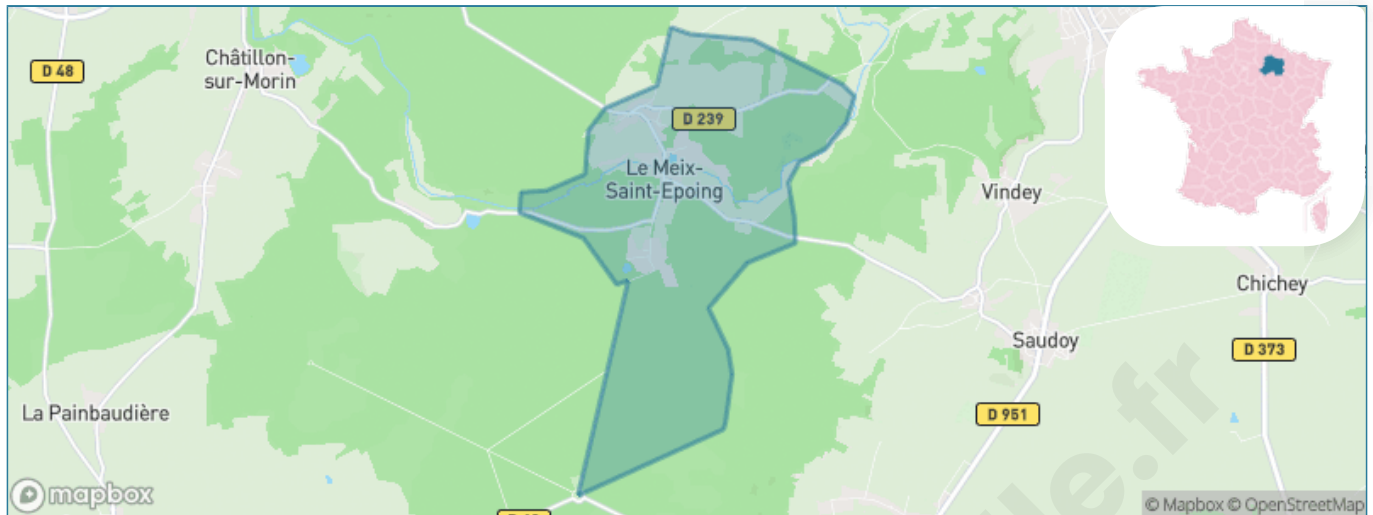 D 48
Châtillon-
sur-Morin
D 239
Le Meix-
Saint-Epoing
Vindey
Chichey
Saudoy
D 373
La Painbaudière
D 951
mapbox
© Mapbox © OpenStreetMap